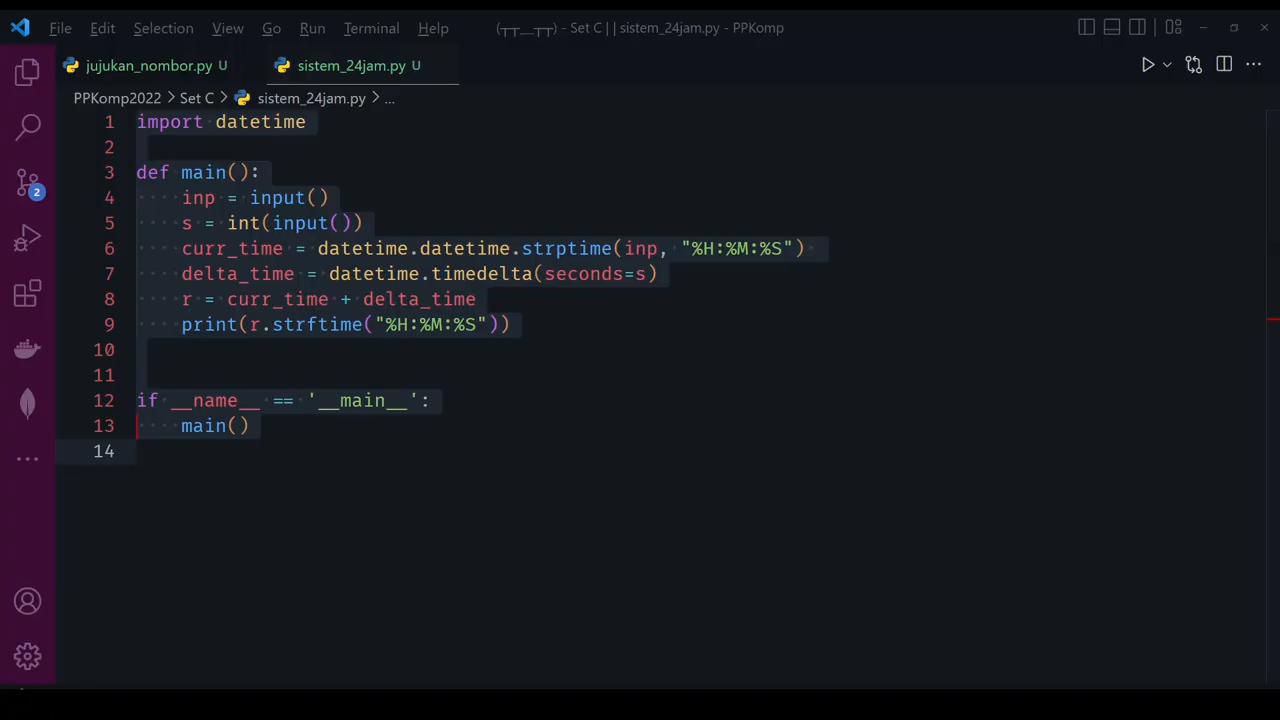 File Edit Selection View Go Run Terminal Help (┬┬﹏┬┬) - Set C | | sistem_24jam.py - PPKomp
jujukan_nombor.py U sistem_24jam.py U
PPKomp2022 > Set C > sistem_24jam.py > ...
1 import datetime
2
3 def main():
4 inp = input()
5 s = int(input())
6 curr_time = datetime.datetime.strptime(inp, "%H:%M:%S")
7 delta_time = datetime.timedelta(seconds=s)
8 r = curr_time + delta_time
9 print(r.strftime("%H:%M:%S"))
10
11
12 if __name__ == '__main__':
13 main()
14
2